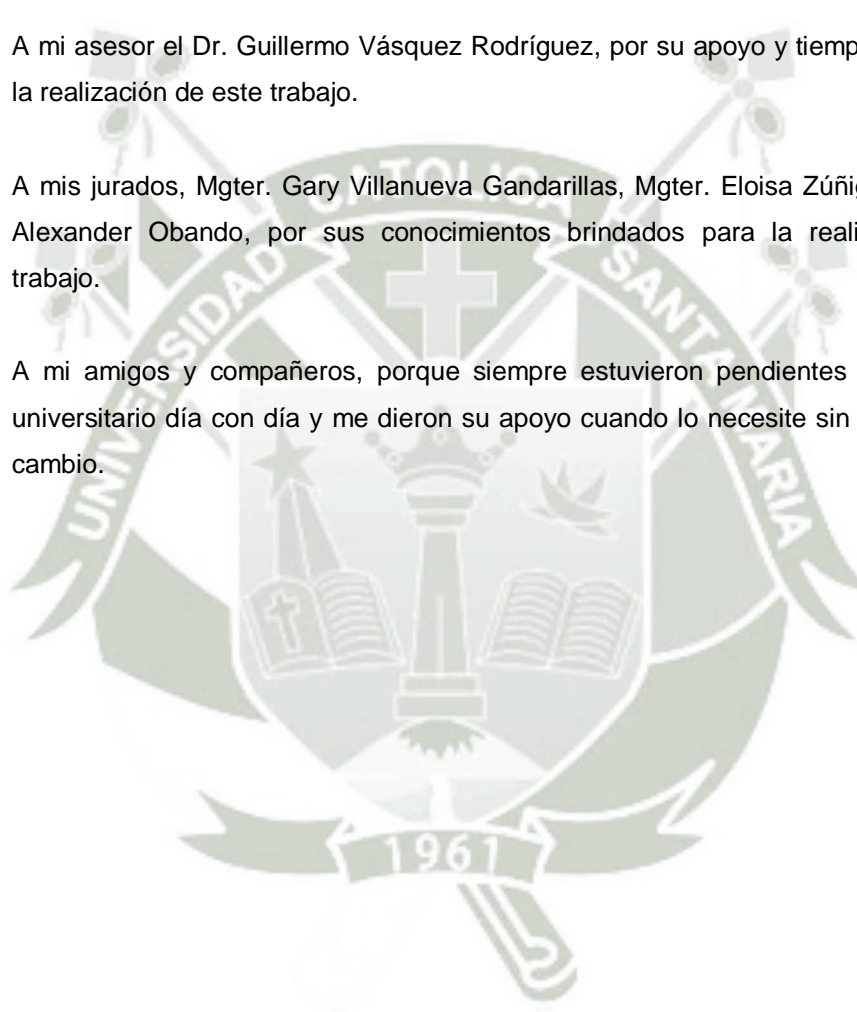 A mi asesor el Dr. Guillermo Vásquez Rodríguez, por su apoyo y
la realización de este trabajo.
A mis jurados, Mgter. Gary Villanueva Gandarillas, Mgter. Eloisa
Alexander Obando, por sus conocimientos brindados para la
trabajo.
A mi amigos y compañeros, porque siempre estuvieron pendientes
universitario día con día y me dieron su apoyo cuando lo necesite sin
cambio.
UNIVERSIDAD CATOLICA SANTA MARIA
1961